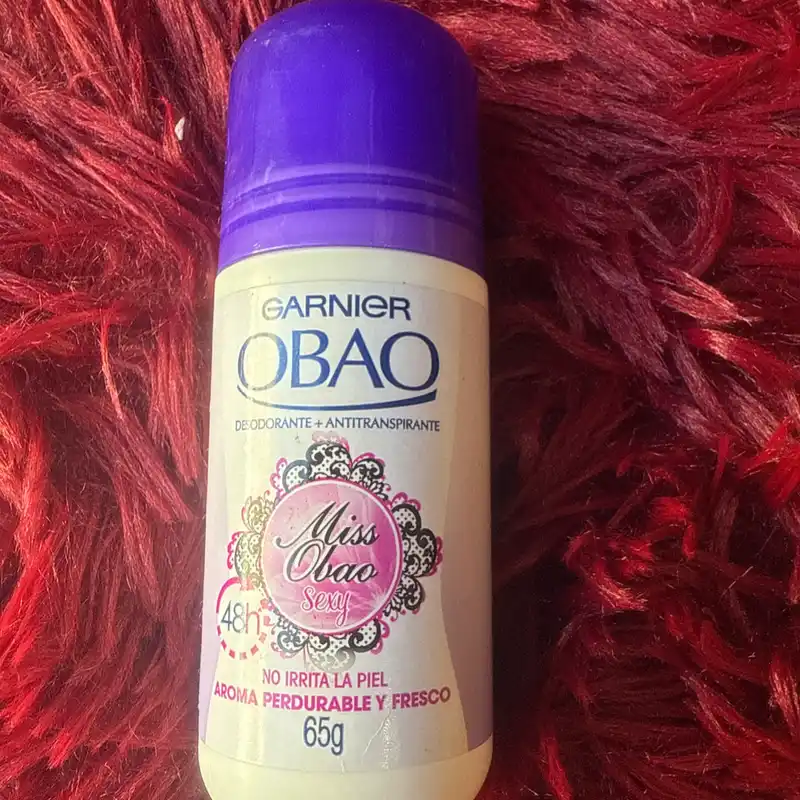 GARNIER
OBAO
DESODORANTE + ANTITRANSPIRANTE
Miss
Obao
Sexy
48h
NO IRRITA LA PIEL
AROMA PERDURABLE Y FRESCO
65g